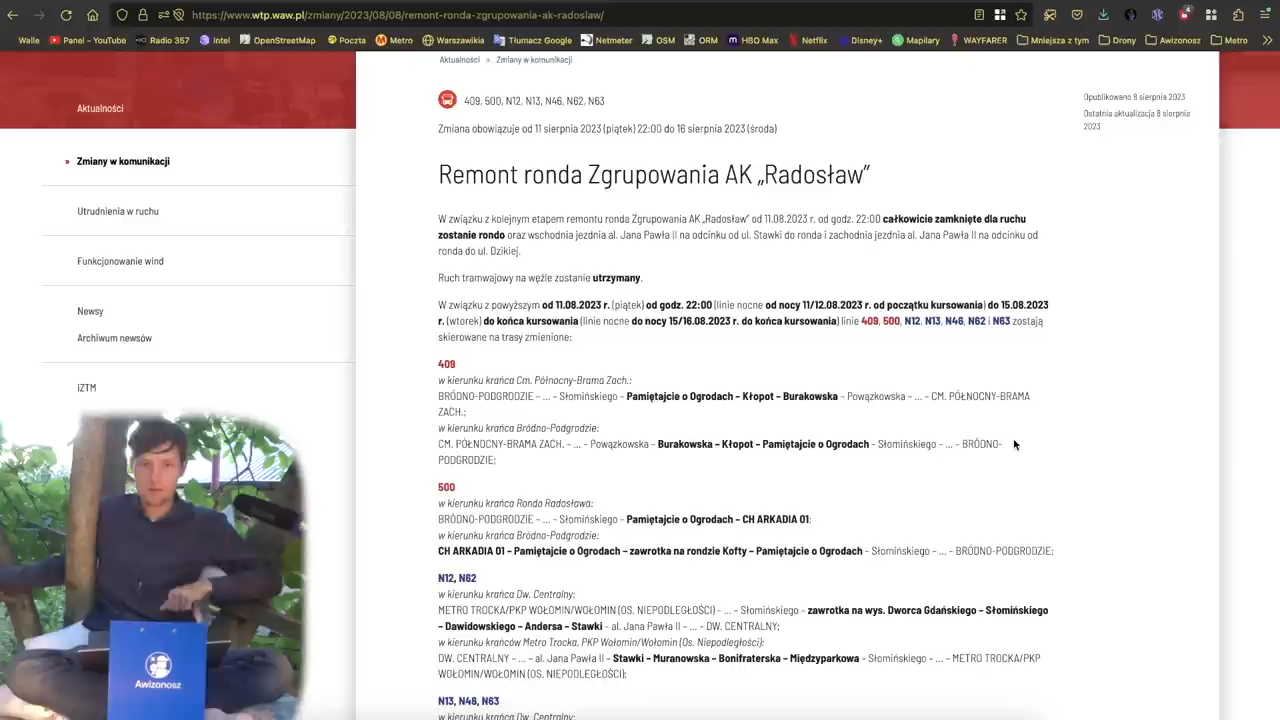 https://www.wtp.waw.pl/zmiany/2023/08/08/remont-ronda-zgrupowania-ak-radoslaw/
Walle Panel - YouTube Radio 357 Intel OpenStreetMap Poczta Metro Warszawa Tłumacz Google Netmore OSM ORM HBO Max Netflix Disney+ Mapilary WAYFARER Miejsca w tym Awizonosz Metro
Aktualności » Zmiany w komunikacji
Aktualności
» Zmiany w komunikacji
Utrudnienia w ruchu
Funkcjonowanie wind
Newsy
Archiwum newsów
iZTM
409, 500, N12, N13, N46, N62, N63
Opublikowano 8 sierpnia 2023
Ostatnia aktualizacja 8 sierpnia
2023
Zmiana obowiązuje od 11 sierpnia 2023 (piątek) 22:00 do 16 sierpnia 2023 (środa)
Remont ronda Zgrupowania AK „Radosław”
W związku z kolejnym etapem remontu ronda Zgrupowania AK „Radosław” od 11.08.2023 r. od godz. 22:00 całkowicie zamknięte dla ruchu
zostanie rondo oraz wschodnia jezdnia al. Jana Pawła II na odcinku od ul. Stawki do ronda i zachodnia jezdnia al. Jana Pawła II na odcinku od
ronda do ul. Dzikiej.
Ruch tramwajowy na węźle zostanie utrzymany.
W związku z powyższym od 11.08.2023 r. (piątek) od godz. 22:00 (linie nocne od nocy 11/12.08.2023 r. od początku kursowania) do 15.08.2023
r. (wtorek) do końca kursowania (linie nocne do nocy 15/16.08.2023 r. do końca kursowania) linie 409, 500, N12, N13, N46, N62 i N63 zostają
skierowane na trasy zmienione:
409
w kierunku krańca Cm. Północny-Brama Zach.:
BRÓDNO-PODGRODZIE – ... – Słomińskiego – Pamiętajcie o Ogrodach – Kłopot – Burakowska – Powązkowska – ... – CM. PÓŁNOCNY-BRAMA
ZACH.;
w kierunku krańca Bródno-Podgrodzie:
CM. PÓŁNOCNY-BRAMA ZACH. – ... – Powązkowska – Burakowska – Kłopot – Pamiętajcie o Ogrodach – Słomińskiego – ... – BRÓDNO-
PODGRODZIE;
500
w kierunku krańca Rondo Radosława:
BRÓDNO-PODGRODZIE – ... – Słomińskiego – Pamiętajcie o Ogrodach – CH ARKADIA 01;
w kierunku krańca Bródno-Podgrodzie:
CH ARKADIA 01 – Pamiętajcie o Ogrodach – zawrotka na rondzie Kofty – Pamiętajcie o Ogrodach – Słomińskiego – ... – BRÓDNO-PODGRODZIE;
N12, N62
w kierunku krańca Dw. Centralny:
METRO TROCKA/PKP WOŁOMIN/WOŁOMIN (OS. NIEPODLEGŁOŚCI) – ... – Słomińskiego – zawrotka na wys. Dworca Gdańskiego – Słomińskiego
– Dawidowskiego – Andersa – Stawki – al. Jana Pawła II – ... – DW. CENTRALNY;
w kierunku krańców Metro Trocka, PKP Wołomin/Wołomin (Os. Niepodległości):
DW. CENTRALNY – ... – al. Jana Pawła II – Stawki – Muranowska – Bonifraterska – Międzyparkowa – Słomińskiego – ... – METRO TROCKA/PKP
WOŁOMIN/WOŁOMIN (OS. NIEPODLEGŁOŚCI);
N13, N46, N63
w kierunku krańca Dw. Centralny:
Awizonosz